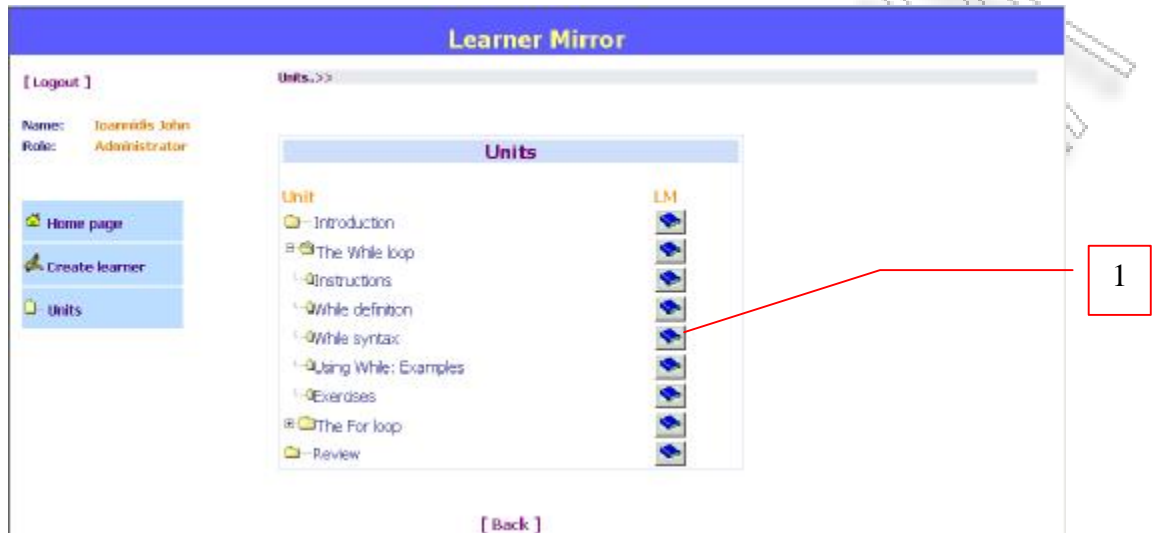 Learner Mirror
[ Logout ]
Units..>>
Name: Ioannidis John
Role: Administrator
Units
Unit LM
Home page
Create learner
Units
Introduction
The While loop
Instructions
While definition
While syntax
Using While: Examples
Exercises
The For loop
Review
1
[ Back ]